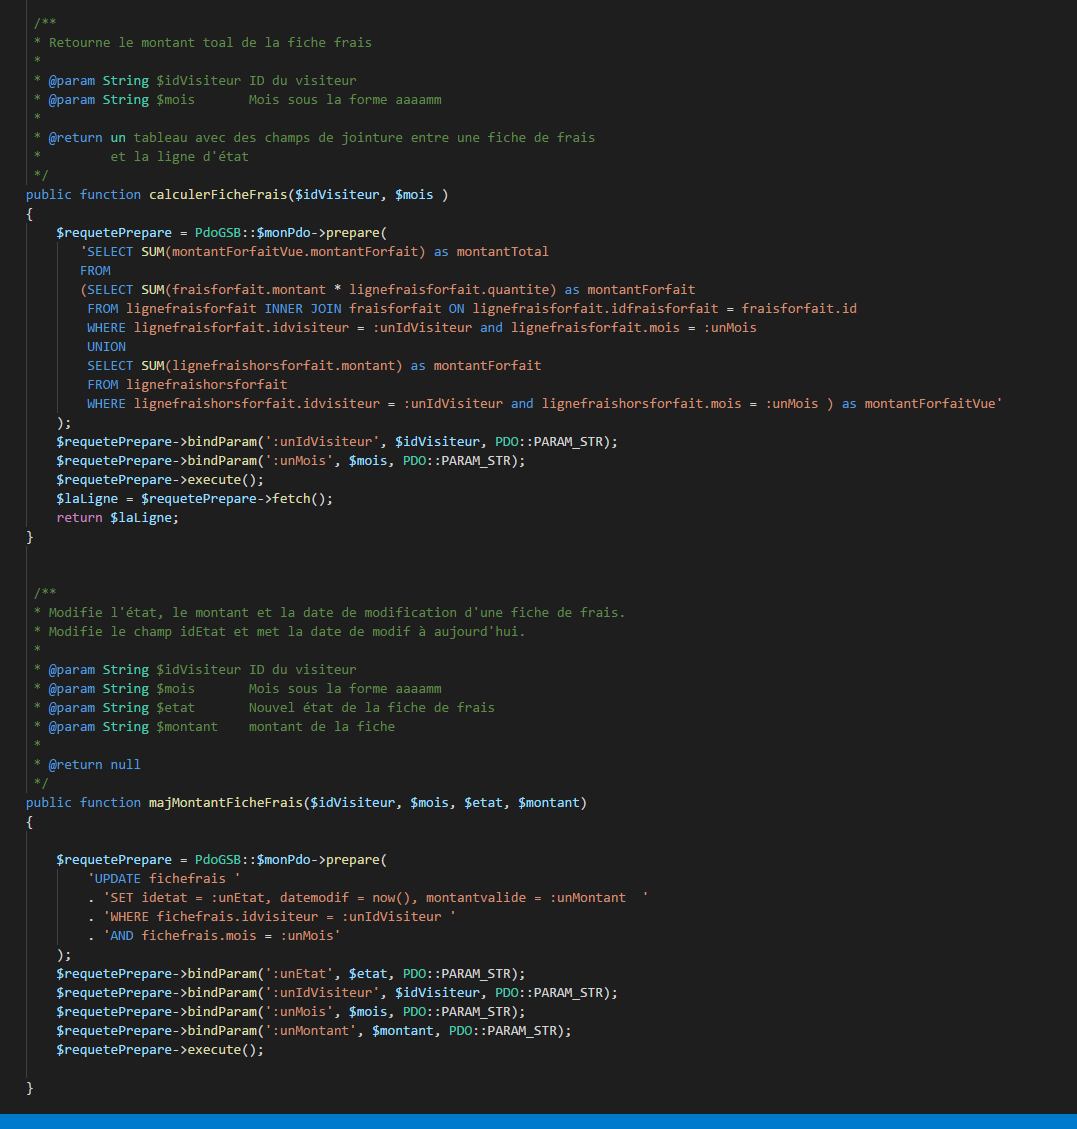 /**
* Retourne le montant toal de la fiche frais
*
* @param String $idVisiteur ID du visiteur
* @param String $mois       Mois sous la forme aaaamm
*
* @return un tableau avec des champs de jointure entre une fiche de frais
*         et la ligne d'état
*/
public function calculerFicheFrais($idVisiteur, $mois )
{
    $requetePrepare = PdoGSB::$monPdo->prepare(
       'SELECT SUM(montantForfaitVue.montantForfait) as montantTotal
       FROM
       (SELECT SUM(fraisforfait.montant * lignefraisforfait.quantite) as montantForfait
        FROM lignefraisforfait INNER JOIN fraisforfait ON lignefraisforfait.idfraisforfait = fraisforfait.id
        WHERE lignefraisforfait.idvisiteur = :unIdVisiteur and lignefraisforfait.mois = :unMois
        UNION
        SELECT SUM(lignefraishorsforfait.montant) as montantForfait
        FROM lignefraishorsforfait
        WHERE lignefraishorsforfait.idvisiteur = :unIdVisiteur and lignefraishorsforfait.mois = :unMois ) as montantForfaitVue'
    );
    $requetePrepare->bindParam(':unIdVisiteur', $idVisiteur, PDO::PARAM_STR);
    $requetePrepare->bindParam(':unMois', $mois, PDO::PARAM_STR);
    $requetePrepare->execute();
    $laLigne = $requetePrepare->fetch();
    return $laLigne;
}
/**
* Modifie l'état, le montant et la date de modification d'une fiche de frais.
* Modifie le champ idEtat et met la date de modif à aujourd'hui.
*
* @param String $idVisiteur ID du visiteur
* @param String $mois       Mois sous la forme aaaamm
* @param String $etat       Nouvel état de la fiche de frais
* @param String $montant    montant de la fiche
*
* @return null
*/
public function majMontantFicheFrais($idVisiteur, $mois, $etat, $montant)
{
    $requetePrepare = PdoGSB::$monPdo->prepare(
        'UPDATE fichefrais '
        . 'SET idetat = :unEtat, datemodif = now(), montantvalide = :unMontant  '
        . 'WHERE fichefrais.idvisiteur = :unIdVisiteur '
        . 'AND fichefrais.mois = :unMois'
    );
    $requetePrepare->bindParam(':unEtat', $etat, PDO::PARAM_STR);
    $requetePrepare->bindParam(':unIdVisiteur', $idVisiteur, PDO::PARAM_STR);
    $requetePrepare->bindParam(':unMois', $mois, PDO::PARAM_STR);
    $requetePrepare->bindParam(':unMontant', $montant, PDO::PARAM_STR);
    $requetePrepare->execute();
}